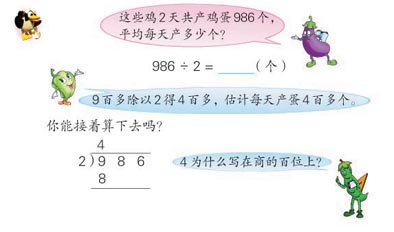 这些鸡2天共产鸡蛋986个，
平均每天产多少个?
986÷2=____（个）
9百多除以2得4百多，估计每天产蛋4百多个。
你能接着算下去吗?
4
2)9 8 6
8
4为什么写在商的百位上?